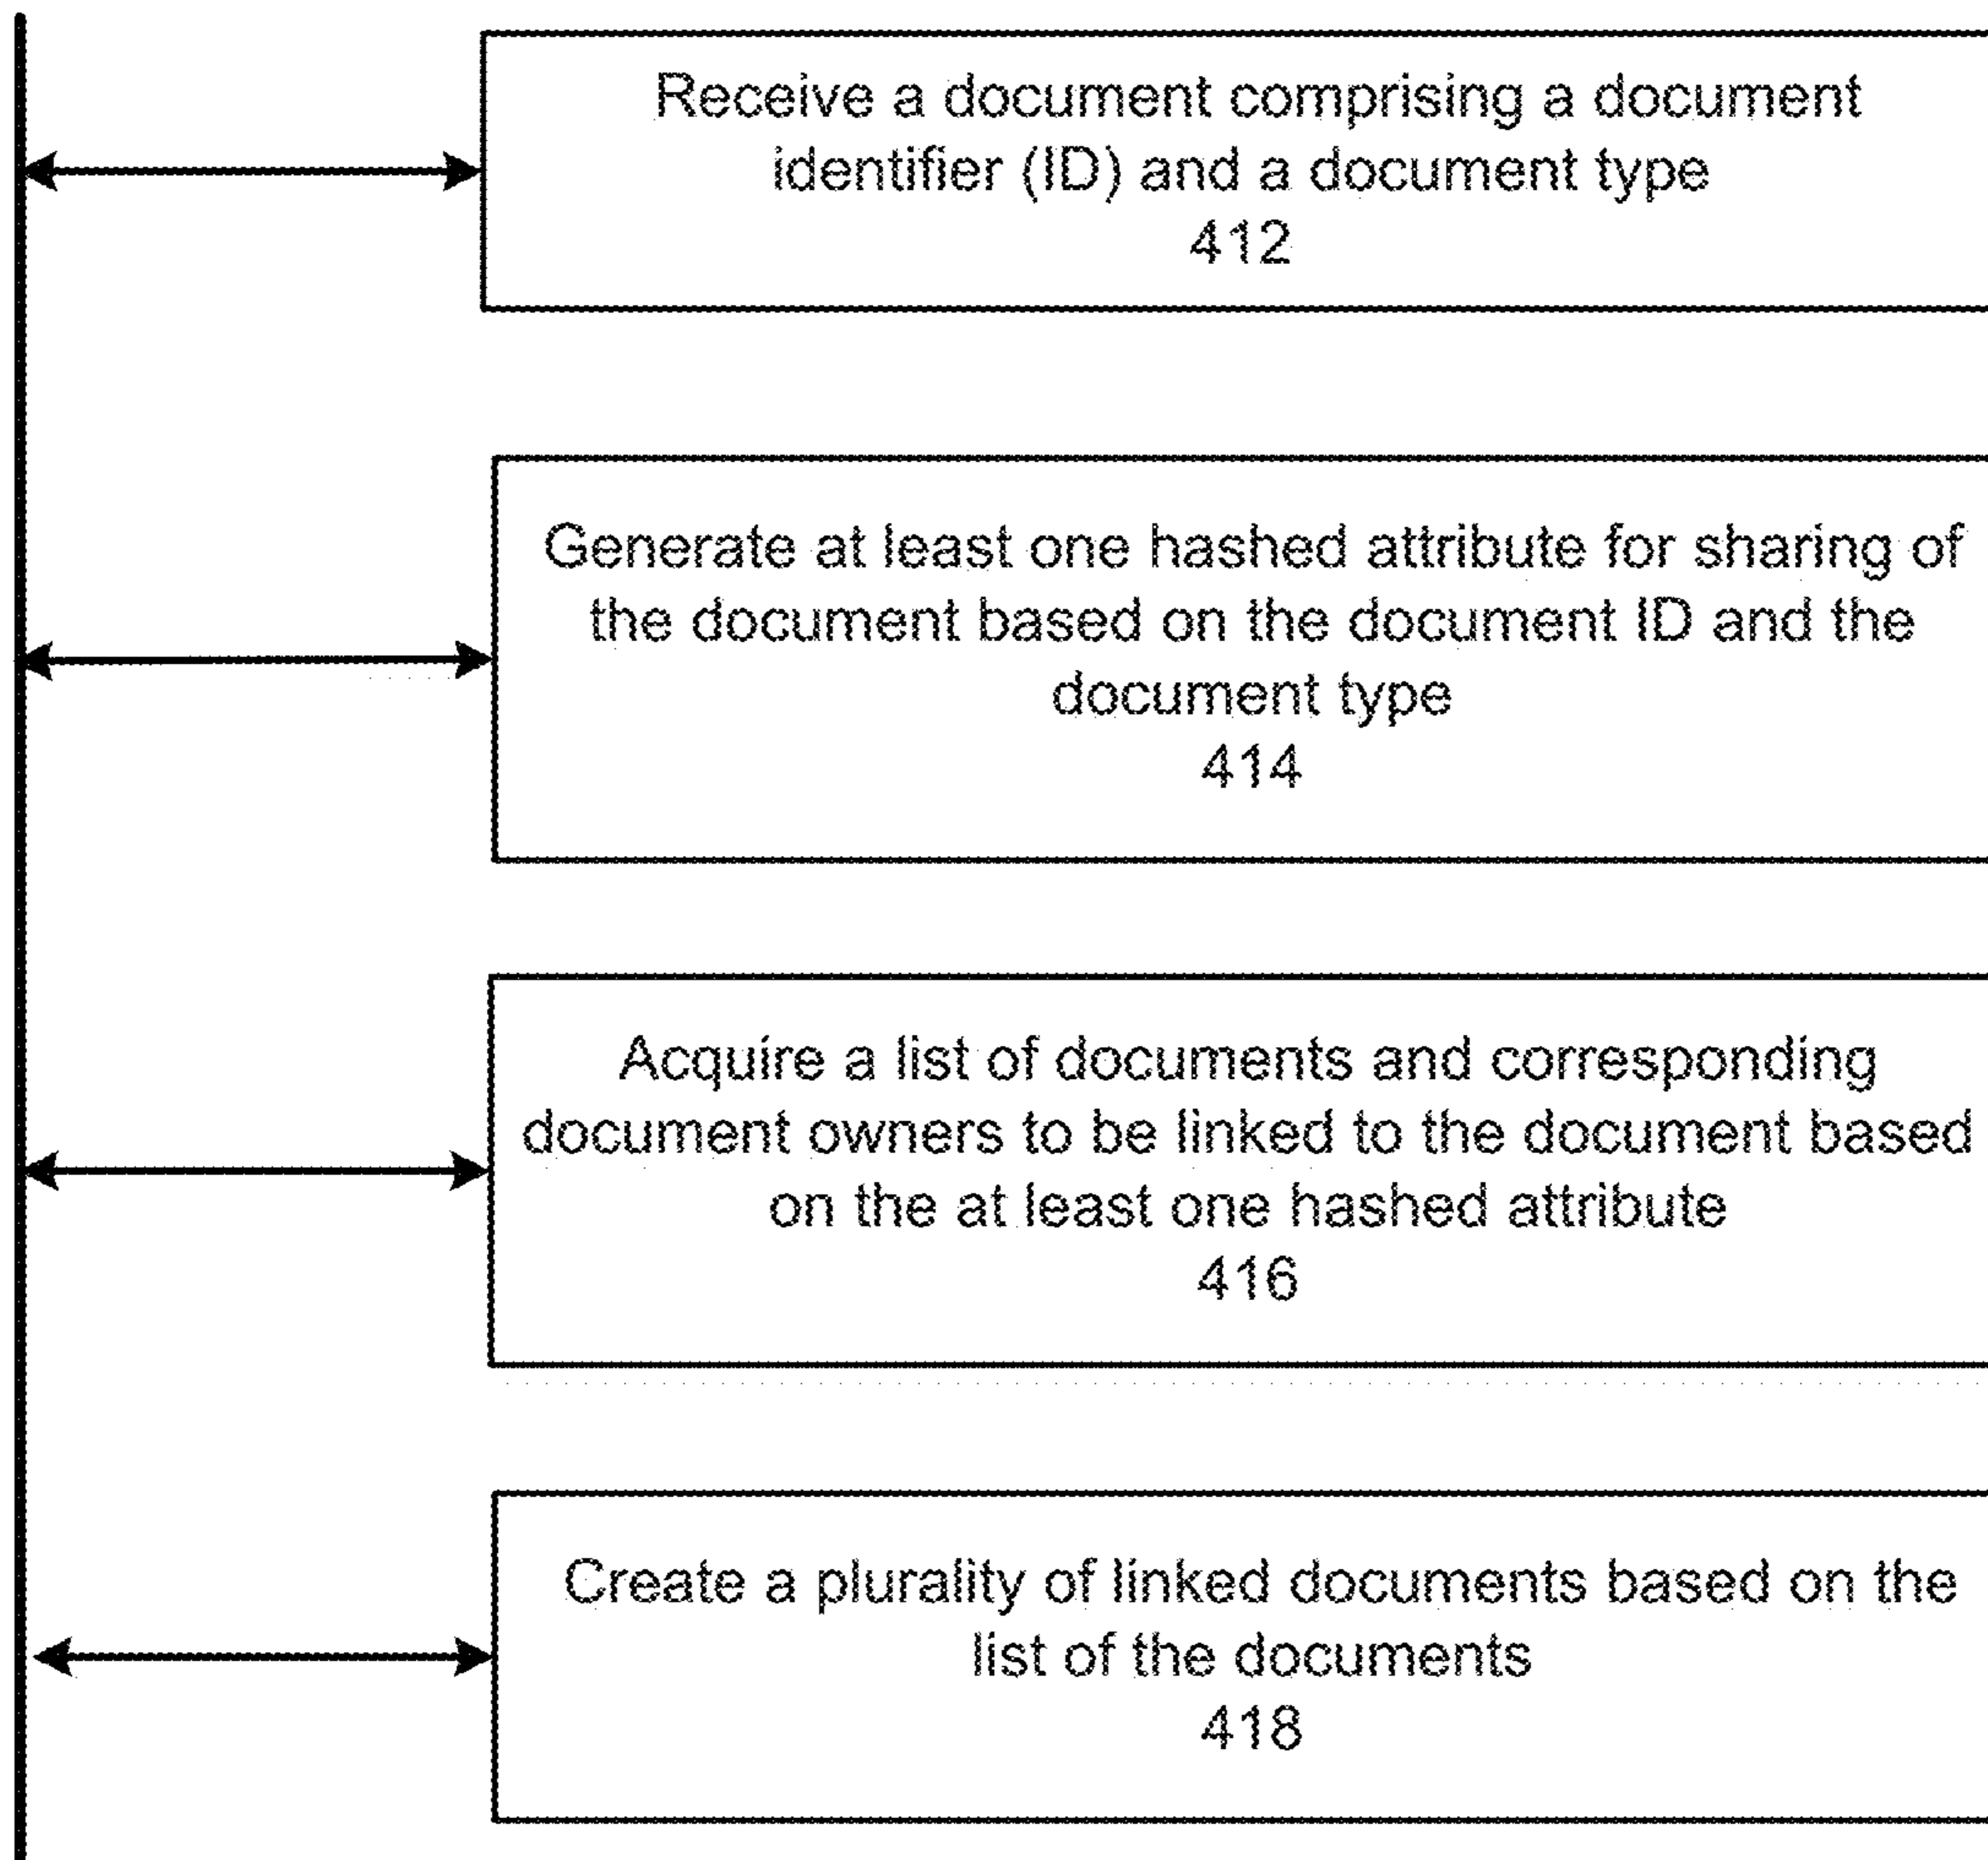 Receive a document comprising a document
identifier (ID) and a document type
412
Generate at least one hashed attribute for sharing of
the document based on the document ID and the
document type
414
Acquire a list of documents and corresponding
document owners to be linked to the document based
on the at least one hashed attribute
416
Create a plurality of linked documents based on the
list of the documents
418